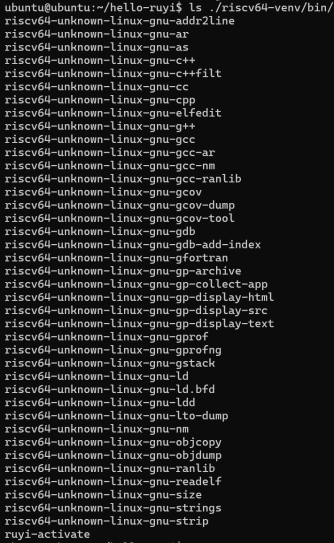 ubuntu@ubuntu:~/hello-ruyi$ ls ./riscv64-venv/bin/
riscv64-unknown-linux-gnu-addr2line
riscv64-unknown-linux-gnu-ar
riscv64-unknown-linux-gnu-as
riscv64-unknown-linux-gnu-c++
riscv64-unknown-linux-gnu-c++filt
riscv64-unknown-linux-gnu-cc
riscv64-unknown-linux-gnu-cpp
riscv64-unknown-linux-gnu-elfedit
riscv64-unknown-linux-gnu-g++
riscv64-unknown-linux-gnu-gcc
riscv64-unknown-linux-gnu-gcc-ar
riscv64-unknown-linux-gnu-gcc-nm
riscv64-unknown-linux-gnu-gcc-ranlib
riscv64-unknown-linux-gnu-gcov
riscv64-unknown-linux-gnu-gcov-dump
riscv64-unknown-linux-gnu-gcov-tool
riscv64-unknown-linux-gnu-gdb
riscv64-unknown-linux-gnu-gdb-add-index
riscv64-unknown-linux-gnu-gfortran
riscv64-unknown-linux-gnu-gp-archive
riscv64-unknown-linux-gnu-gp-collect-app
riscv64-unknown-linux-gnu-gp-display-html
riscv64-unknown-linux-gnu-gp-display-src
riscv64-unknown-linux-gnu-gp-display-text
riscv64-unknown-linux-gnu-gprof
riscv64-unknown-linux-gnu-gprofng
riscv64-unknown-linux-gnu-gstack
riscv64-unknown-linux-gnu-ld
riscv64-unknown-linux-gnu-ld.bfd
riscv64-unknown-linux-gnu-ldd
riscv64-unknown-linux-gnu-lto-dump
riscv64-unknown-linux-gnu-nm
riscv64-unknown-linux-gnu-objcopy
riscv64-unknown-linux-gnu-objdump
riscv64-unknown-linux-gnu-ranlib
riscv64-unknown-linux-gnu-readelf
riscv64-unknown-linux-gnu-size
riscv64-unknown-linux-gnu-strings
riscv64-unknown-linux-gnu-strip
ruyi-activate